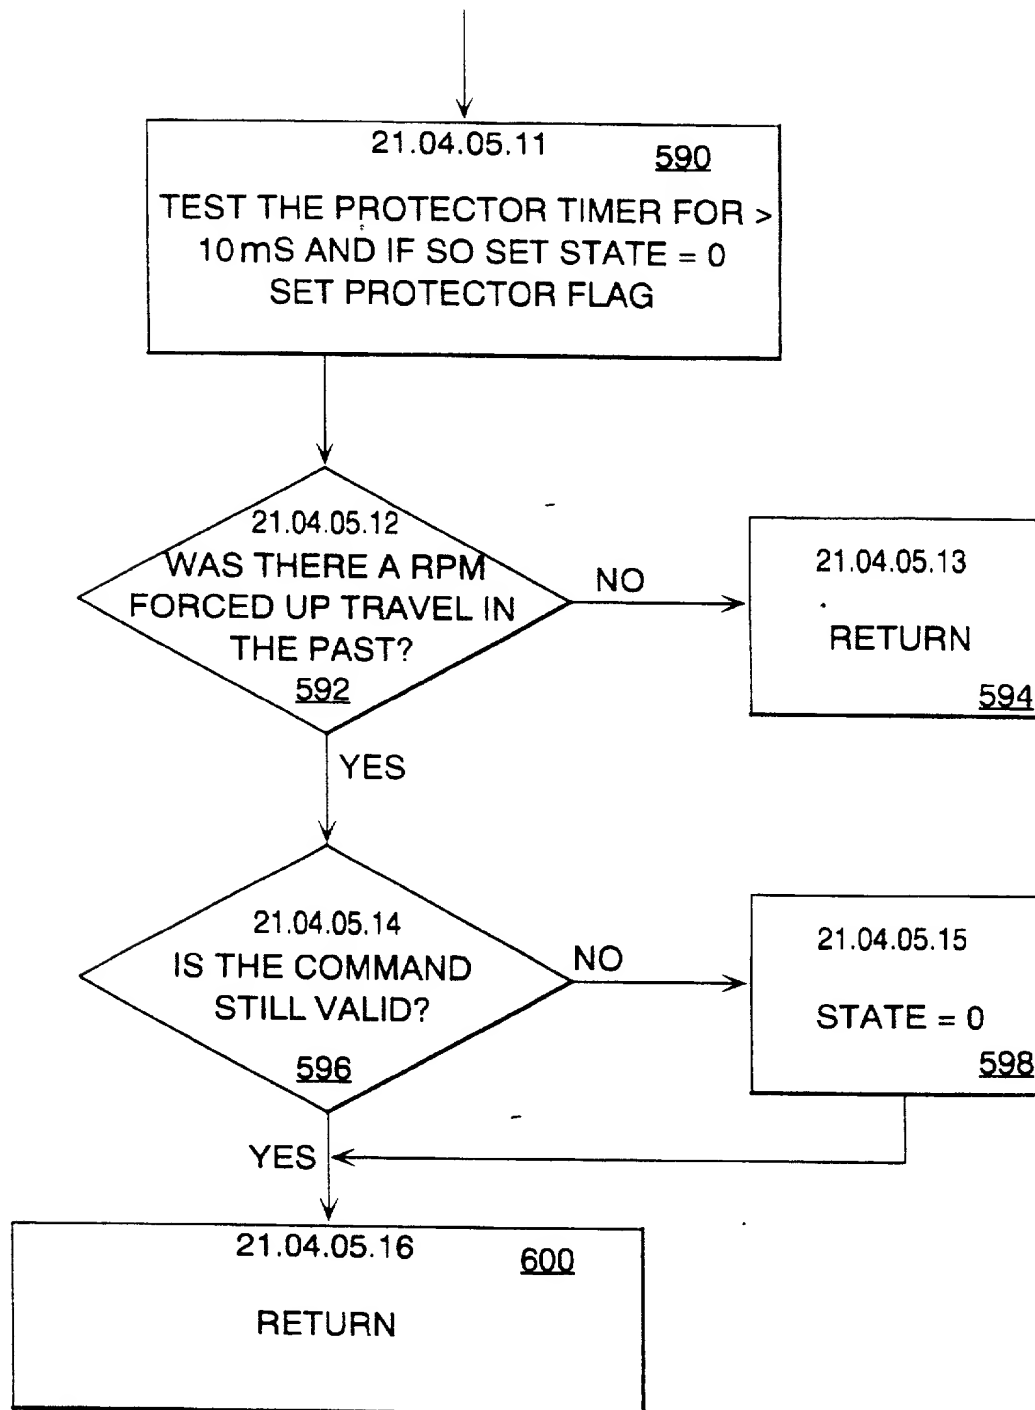 21.04.05.11
590
TEST THE PROTECTOR TIMER FOR >
10mS AND IF SO SET STATE = 0
SET PROTECTOR FLAG
21.04.05.12
WAS THERE A RPM
FORCED UP TRAVEL IN
THE PAST?
592
NO
21.04.05.13
RETURN
594
YES
21.04.05.14
IS THE COMMAND
STILL VALID?
596
NO
21.04.05.15
STATE = 0
598
YES
21.04.05.16
600
RETURN